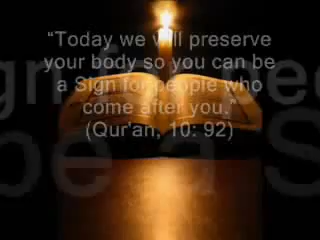 “Today we will preserve
your body so you can be
a Sign for people who
come after you.”
(Qur'an, 10: 92)
be a S